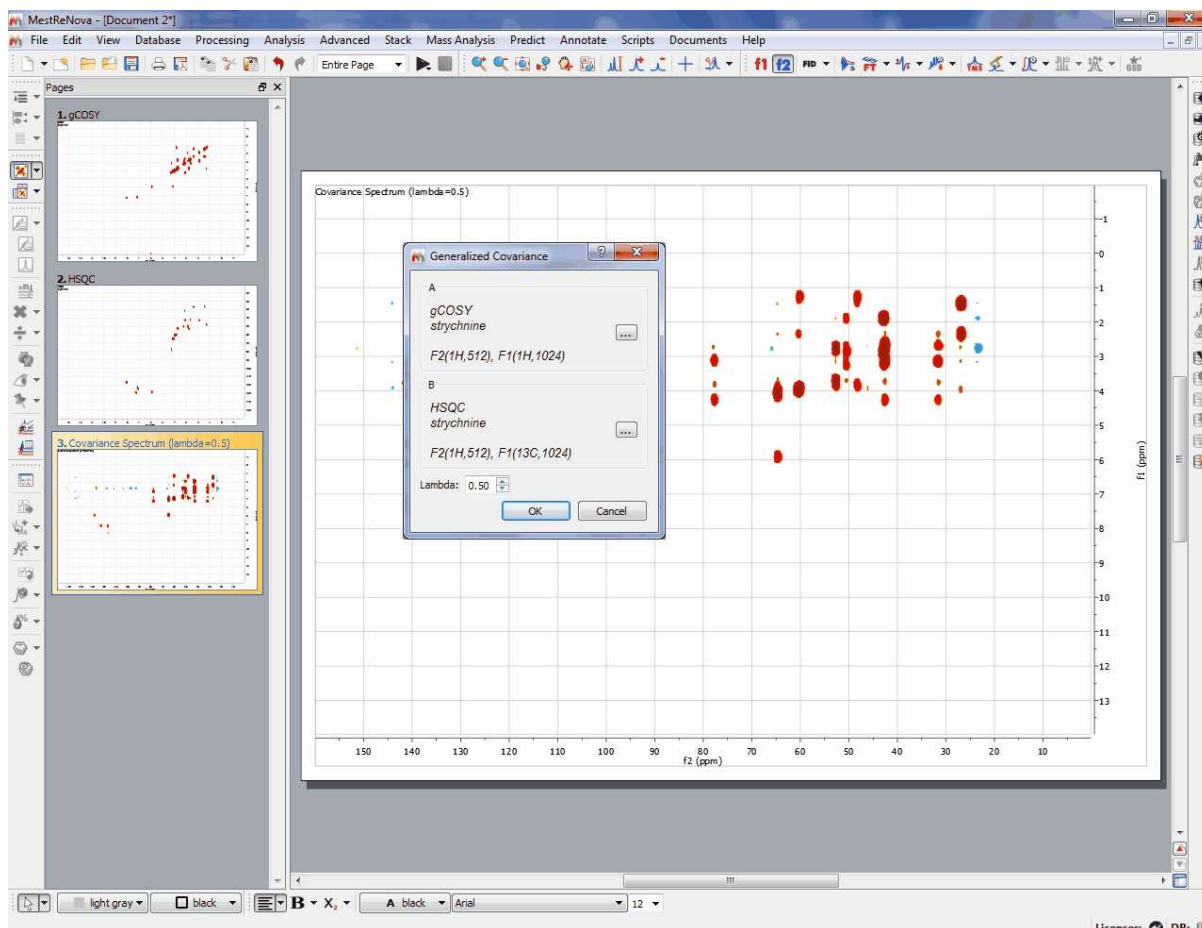 MestReNova - [Document 2*]
File Edit View Database Processing Analysis Advanced Stack Mass Analysis Predict Annotate Scripts Documents Help
Entire Page f1 f2 FID
Pages
1. gCOSY
2. HSQC
3. Covariance Spectrum (lambda=0.5)
Covariance Spectrum (lambda=0.5)
Generalized Covariance
A
gCOSY
strychnine
...
F2(1H,512), F1(1H,1024)
B
HSQC
strychnine
...
F2(1H,512), F1(13C,1024)
Lambda: 0.50
OK Cancel
-1
0
1
2
3
4
5
6
7
8
9
10
11
12
13
f1 (ppm)
150 140 130 120 110 100 90 80 70 60 50 40 30 20 10
f2 (ppm)
light gray black B X, A black Arial 12
Licenses: DB: